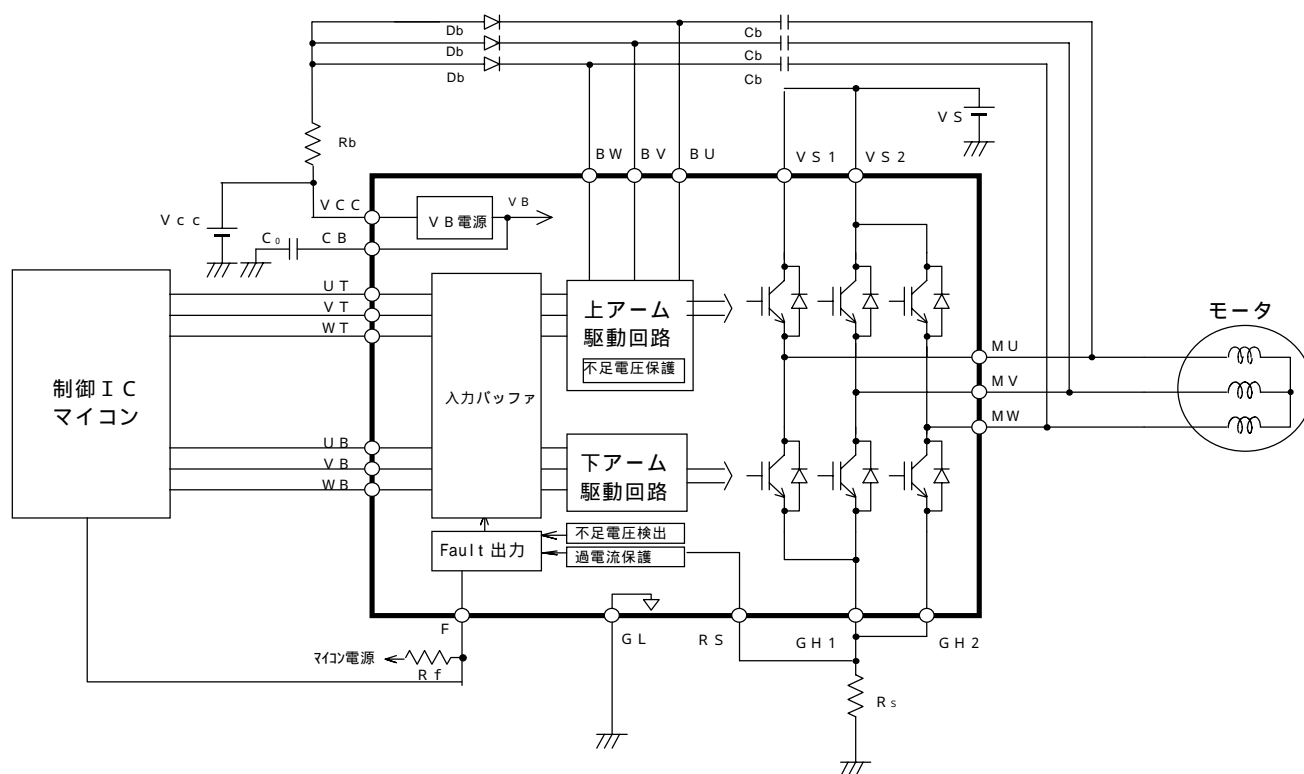 Db
Cb
Db
Cb
Db
Cb
VS
Rb
BW
BV
BU
VS1
VS2
VCC
VB電源
VB
Vcc
C₀
CB
UT
VT
WT
上アーム
駆動回路
不足電圧保護
モータ
MU
MV
MW
制御IC
マイコン
入力バッファ
UB
VB
WB
下アーム
駆動回路
Fault 出力
不足電圧検出
過電流保護
F
GL
RS
GH1
GH2
マイコン電源
Rf
Rs